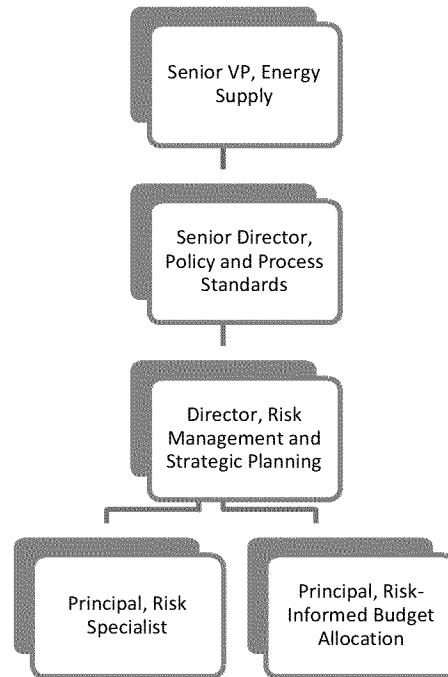 Senior VP, Energy
Supply
Senior Director,
Policy and Process
Standards
Director, Risk
Management and
Strategic Planning
Principal, Risk
Specialist
Principal, Risk-
Informed Budget
Allocation